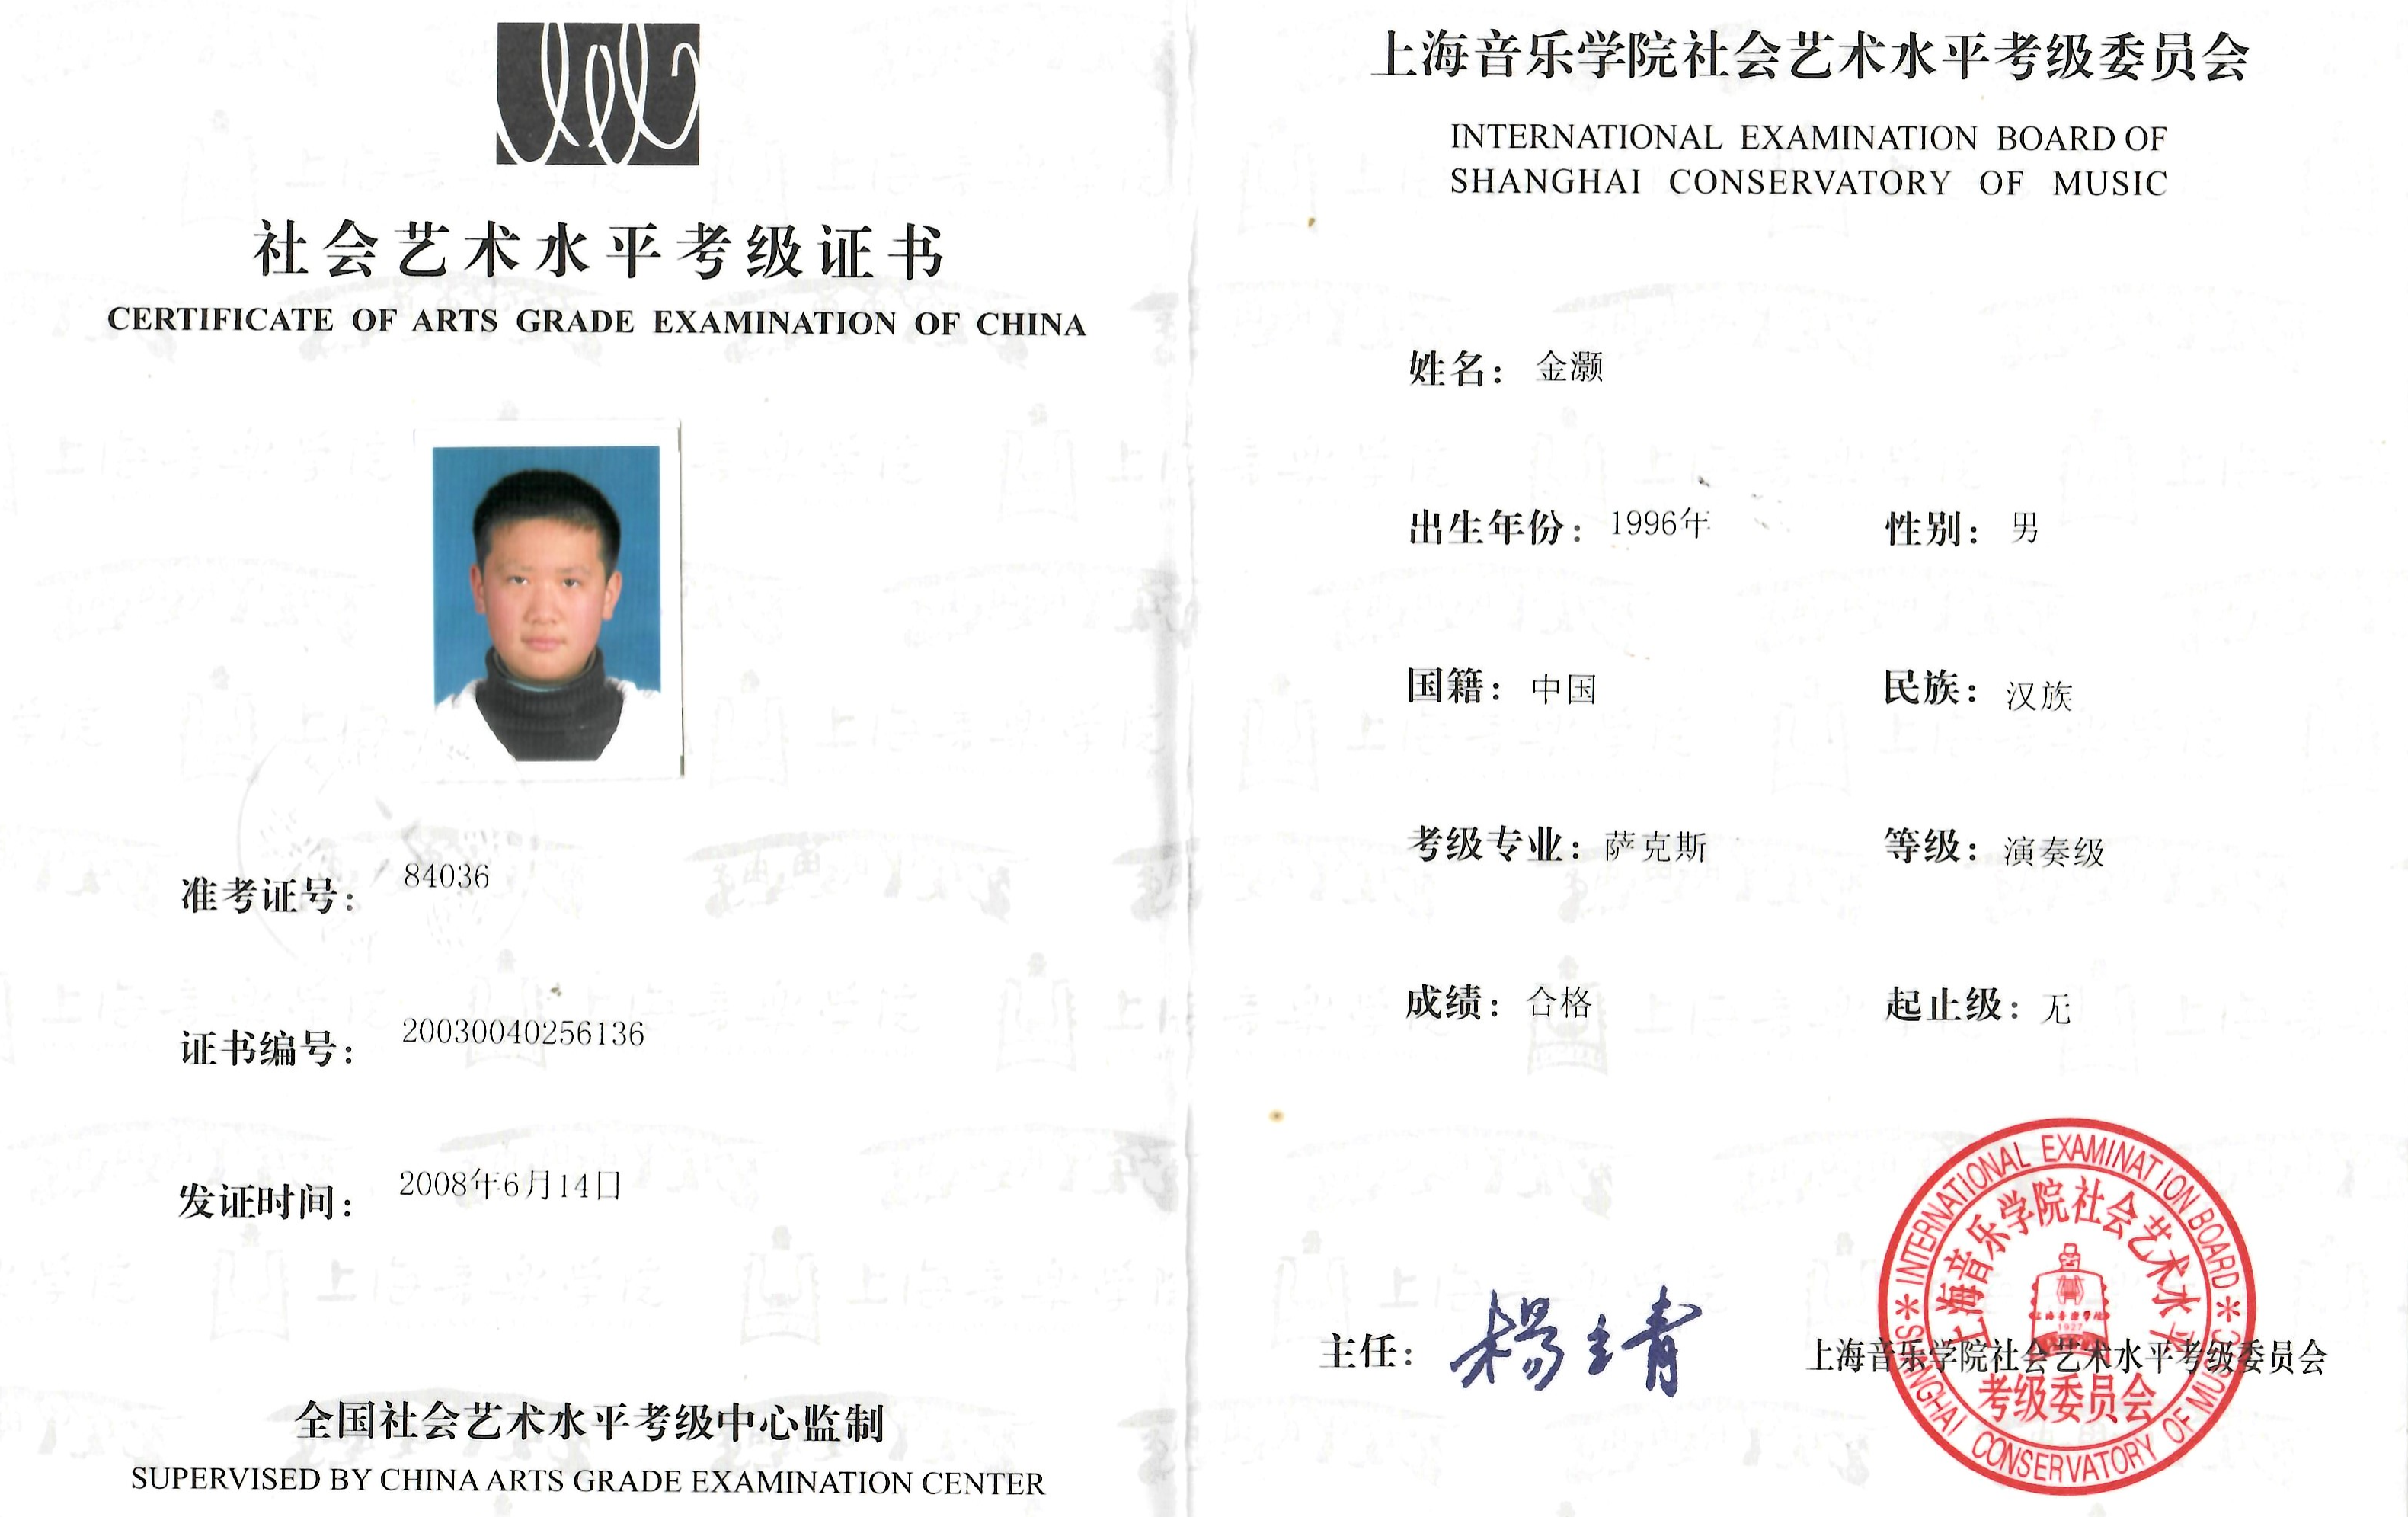 社会艺术水平考级证书
CERTIFICATE OF ARTS GRADE EXAMINATION OF CHINA
准考证号: 84036
证书编号: 20030040256136
发证时间: 2008年6月14日
全国社会艺术水平考级中心监制
SUPERVISED BY CHINA ARTS GRADE EXAMINATION CENTER
上海音乐学院社会艺术水平考级委员会
INTERNATIONAL EXAMINATION BOARD OF
SHANGHAI CONSERVATORY OF MUSIC
姓名: 金灏
出生年份: 1996年 性别: 男
国籍: 中国 民族: 汉族
考级专业: 萨克斯 等级: 演奏级
成绩: 合格 起止级: 无
主任:
上海音乐学院社会艺术水平考级委员会
INTERNATIONAL EXAMINATION BOARD
SHANGHAI CONSERVATORY OF MUSIC
上海音乐学院社会艺术水平
考级委员会
上海音乐学院
1927